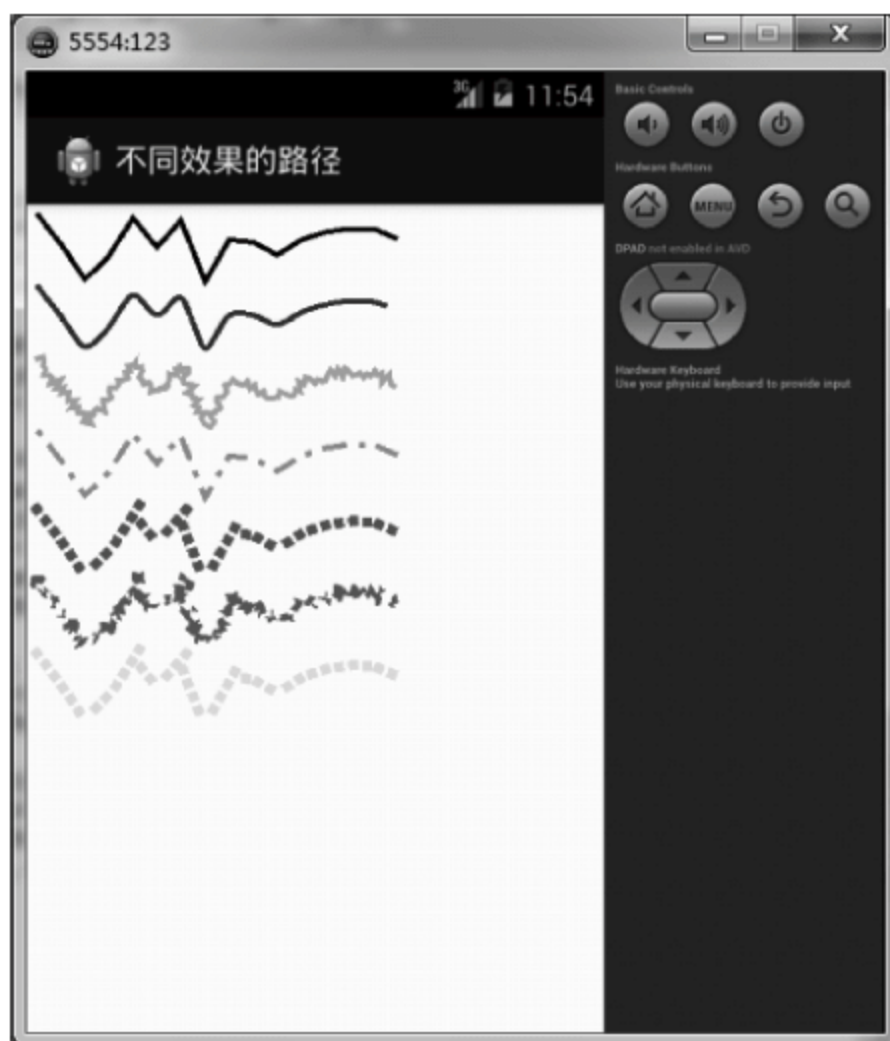 5554:123
3G 11:54
不同效果的路径
Basic Controls
Hardware Buttons
MENU
DPAD not enabled in AVD
Hardware Keyboard
Use your physical keyboard to provide input